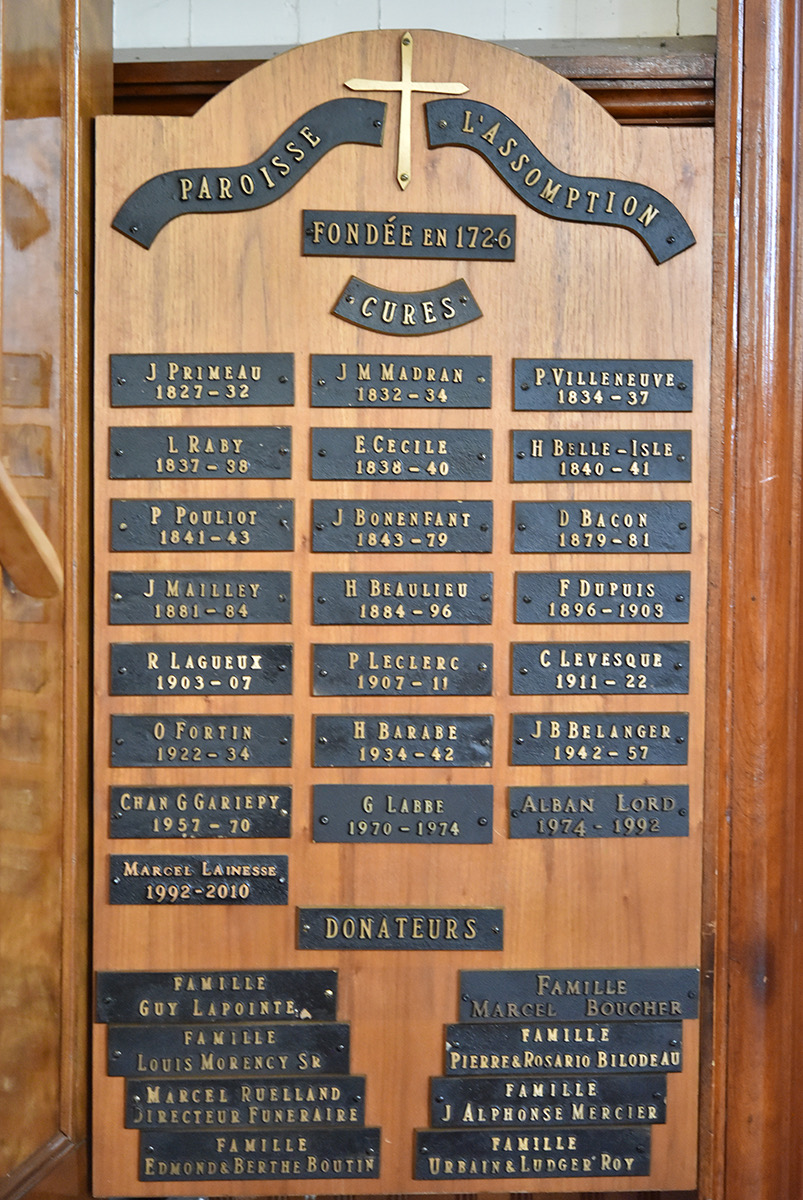 PAROISSE L'ASSOMPTION
FONDÉE EN 1726
CURES
J PRIMEAU
1827-32
J M MADRAN
1832-34
P. VILLENEUVE
1834-37
L RABY
1837-38
E CECILE
1838-40
H BELLE-ISLE
1840-41
P POULIOT
1841-43
J BONENFANT
1843-79
D BACON
1879-81
J MAILLEY
1881-84
H BEAULIEU
1884-96
F DUPUIS
1896-1903
R LAGUEUX
1903-07
P LECLERC
1907-11
C LEVESQUE
1911-22
O FORTIN
1922-34
H BARABE
1934-42
J B BELANGER
1942-57
CHAN G GARIEPY
1957-70
G LABBE
1970-1974
ALBAN LORD
1974-1992
MARCEL LAINESSE
1992-2010
DONATEURS
FAMILLE
GUY LAPOINTE
FAMILLE
MARCEL BOUCHER
FAMILLE
LOUIS MORENCY SR
FAMILLE
PIERRE & ROSARIO BILODEAU
MARCEL RUELLAND
DIRECTEUR FUNERAIRE
FAMILLE
J ALPHONSE MERCIER
FAMILLE
EDMOND & BERTHE BOUTIN
FAMILLE
URBAIN & LUDGER ROY